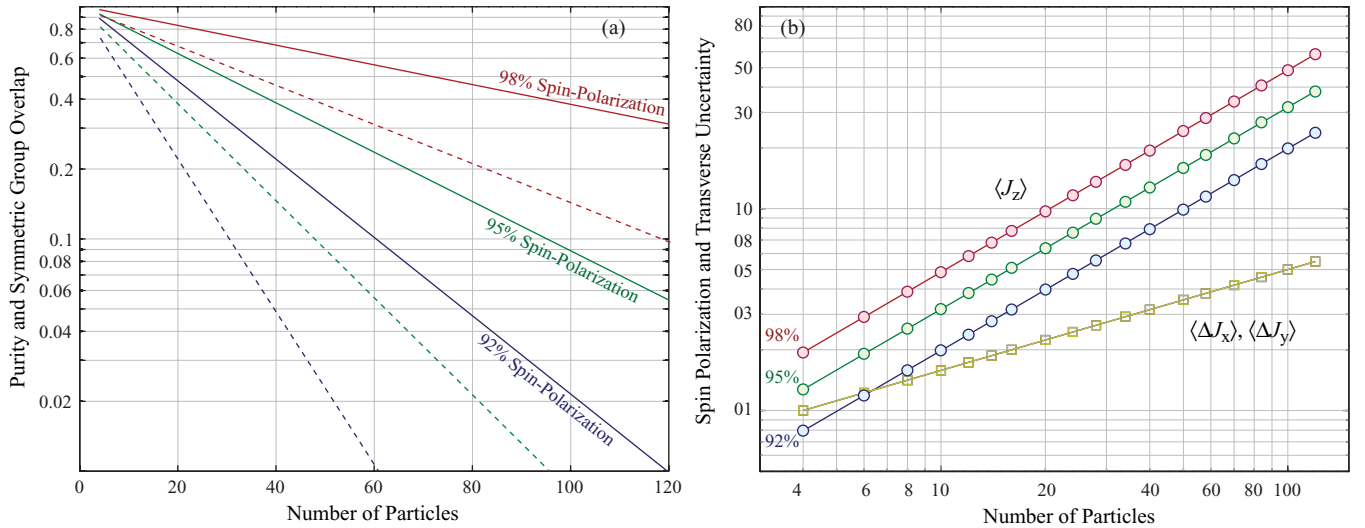 (a)
Purity and Symmetric Group Overlap
0.8
0.6
0.4
0.2
0.1
0.08
0.06
0.04
0.02
98% Spin-Polarization
95% Spin-Polarization
92% Spin-Polarization
0 20 40 60 80 100 120
Number of Particles
(b)
Spin Polarization and Transverse Uncertainty
80
50
30
10
08
05
03
01
⟨Jz⟩
98%
95%
92%
⟨ΔJx⟩, ⟨ΔJy⟩
4 6 8 10 20 40 60 80 100
Number of Particles